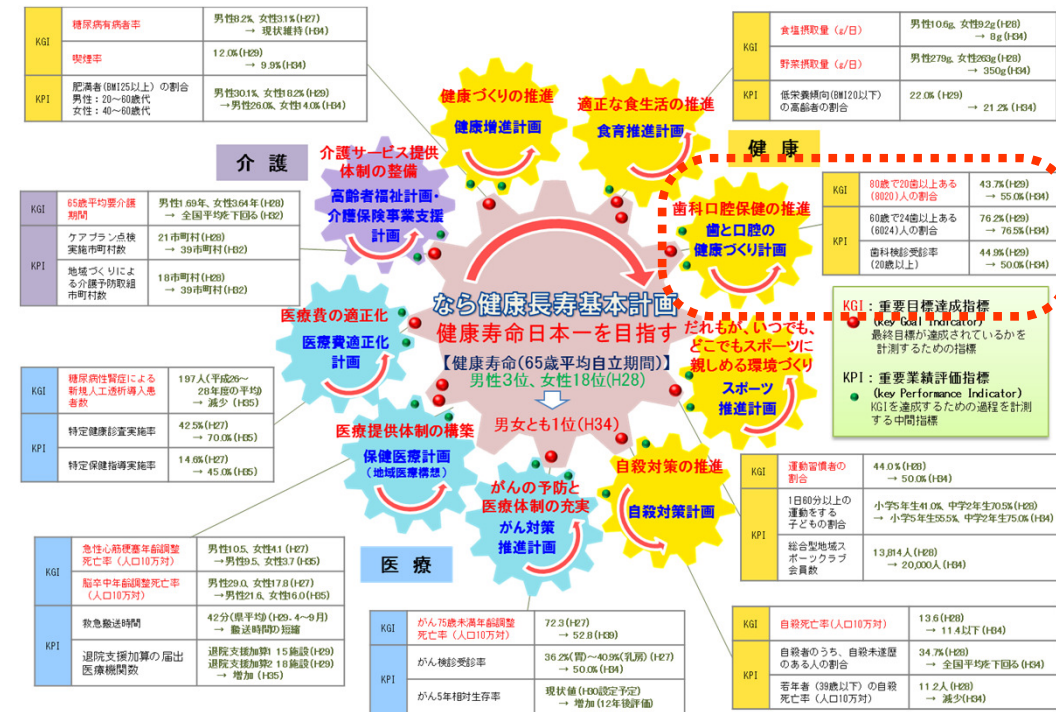 KGI
糖尿病有病者率
男性8.2%, 女性3.1%(H27)
→ 現状維持(H34)
喫煙率
12.0%(H29)
→ 9.9%(H34)
KPI
肥満者(BMI25以上)の割合
男性：20～60歳代
女性：40～60歳代
男性30.1%, 女性18.2%(H29)
→男性26.0%, 女性14.0%(H34)
KGI
食塩摂取量 (g/日)
男性10.6g, 女性9.2g(H28)
→ 8g(H34)
野菜摂取量 (g/日)
男性279g, 女性263g(H28)
→ 350g(H34)
KPI
低栄養傾向(BMI20以下)
の高齢者の割合
22.0% (H29)
→ 21.2% (H34)
健康づくりの推進
健康増進計画
適正な食生活の推進
食育推進計画
介 護
健 康
介護サービス提供
体制の整備
高齢者福祉計画・
介護保険事業支援
計画
KGI
65歳平均要介護
期間
男性1.69年, 女性3.64年(H28)
→ 全国平均を下回る(H32)
KPI
ケアプラン点検
実施市町村数
21市町村(H28)
→ 39市町村(H32)
地域づくりによ
る介護予防取組
市町村数
18市町村(H28)
→ 39市町村(H32)
歯科口腔保健の推進
歯と口腔の
健康づくり計画
KGI
80歳で20歯以上ある
(8020)人の割合
43.7%(H29)
→ 55.0%(H34)
KPI
60歳で24歯以上ある
(6024)人の割合
76.2%(H29)
→ 76.5%(H34)
歯科検診受診率
(20歳以上)
44.9%(H29)
→ 50.0%(H34)
なら健康長寿基本計画
健康寿命日本一を目指す
【健康寿命(65歳平均自立期間)】
男性3位、女性18位(H28)
男女とも1位(H34)
KGI：重要目標達成指標
(key Goal Indicator)
最終目標が達成されているかを
計測するための指標
KPI：重要業績評価指標
(key Performance Indicator)
KGIを達成するための過程を計測
する中間指標
医療費の適正化
医療費適正化
計画
だれもが、いつでも、
どこでもスポーツに
親しめる環境づくり
スポーツ
推進計画
KGI
糖尿病性腎症による
新規人工透析導入患
者数
197人(平成26～
28年度の平均)
→ 減少 (H35)
KPI
特定健康診査実施率
42.5%(H27)
→ 70.0%(H35)
特定保健指導実施率
14.6%(H27)
→ 45.0%(H35)
医療提供体制の構築
保健医療計画
(地域医療構想)
がんの予防と
医療体制の充実
がん対策
推進計画
自殺対策の推進
自殺対策計画
KGI
運動習慣者の
割合
44.0%(H28)
→ 50.0%(H34)
KPI
1日60分以上の
運動をする
子どもの割合
小学5年生41.0%, 中学2年生70.5%(H28)
→ 小学5年生55.5%, 中学2年生75.0%(H34)
総合型地域ス
ポーツクラブ
会員数
13,814人(H28)
→ 20,000人(H34)
医 療
KGI
急性心筋梗塞年齢調整
死亡率（人口10万対）
男性10.5, 女性4.1(H27)
→男性9.5, 女性3.7(H35)
脳卒中年齢調整死亡率
（人口10万対）
男性29.0, 女性17.8(H27)
→男性21.6, 女性16.0(H35)
KPI
救急搬送時間
42分(県平均)(H29. 4～9月)
→ 搬送時間の短縮
退院支援加算の届出
医療機関数
退院支援加算1 15施設(H29)
退院支援加算2 18施設(H29)
→ 増加(H35)
KGI
がん75歳未満年齢調整
死亡率（人口10万対）
72.3(H27)
→ 52.8(H39)
KPI
がん検診受診率
36.2%(胃)～40.9%(乳房)(H27)
→ 50.0%(H34)
がん5年相対生存率
現状値(H30設定予定)
→ 増加(12年後評価)
KGI
自殺死亡率(人口10万対)
13.6(H28)
→ 11.4以下(H34)
KPI
自殺者のうち、自殺未遂歴
のある人の割合
34.7%(H28)
→ 全国平均を下回る(H34)
若年者（39歳以下）の自殺
死亡率(人口10万対)
11.2人(H28)
→ 減少(H34)